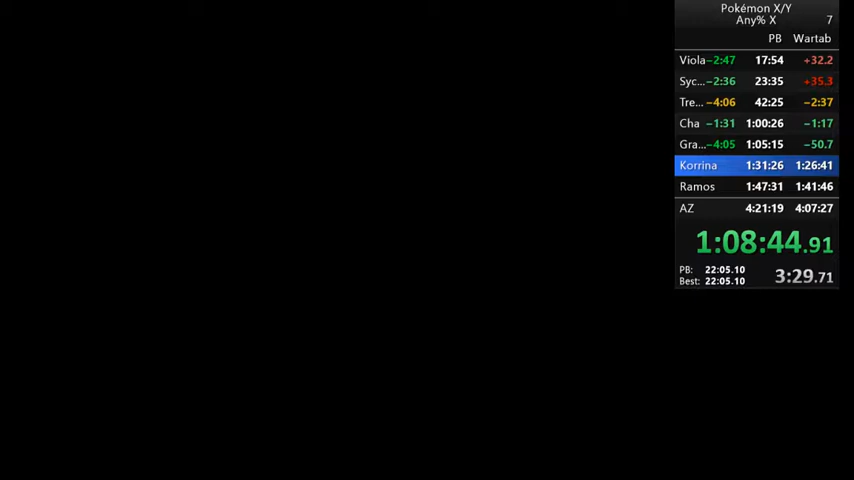 Pokémon X/Y
Any% X 7
PB Wartab
Viola -2:47 17:54 +32.2
Syc... -2:36 23:35 +35.3
Tre... -4:06 42:25 -2:37
Cha -1:31 1:00:26 -1:17
Gra... -4:05 1:05:15 -50.7
Korrina 1:31:26 1:26:41
Ramos 1:47:31 1:41:46
AZ 4:21:19 4:07:27
1:08:44.91
PB: 22:05.10
Best: 22:05.10 3:29.71